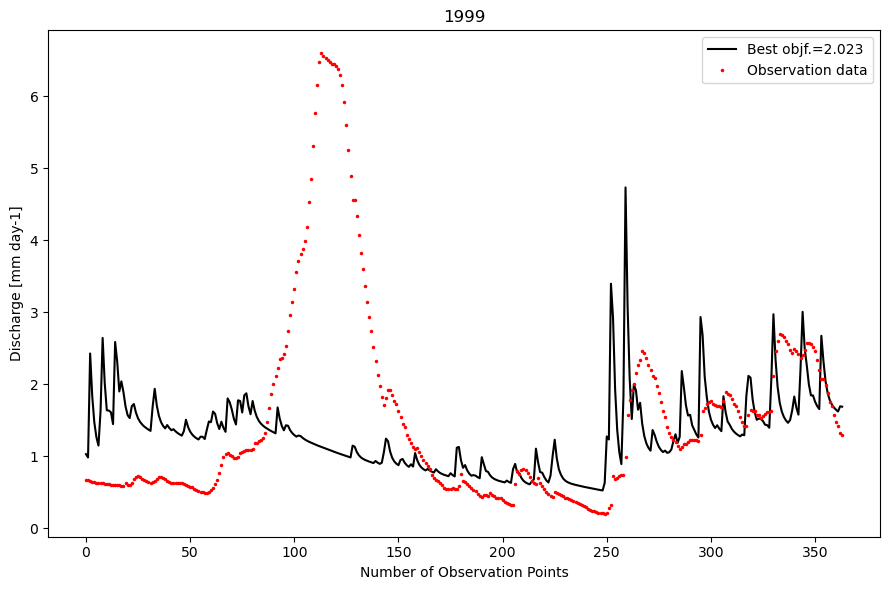 1999
Best objf.=2.023
Observation data
Discharge [mm day-1]
6
5
4
3
2
1
0
0 50 100 150 200 250 300 350
Number of Observation Points